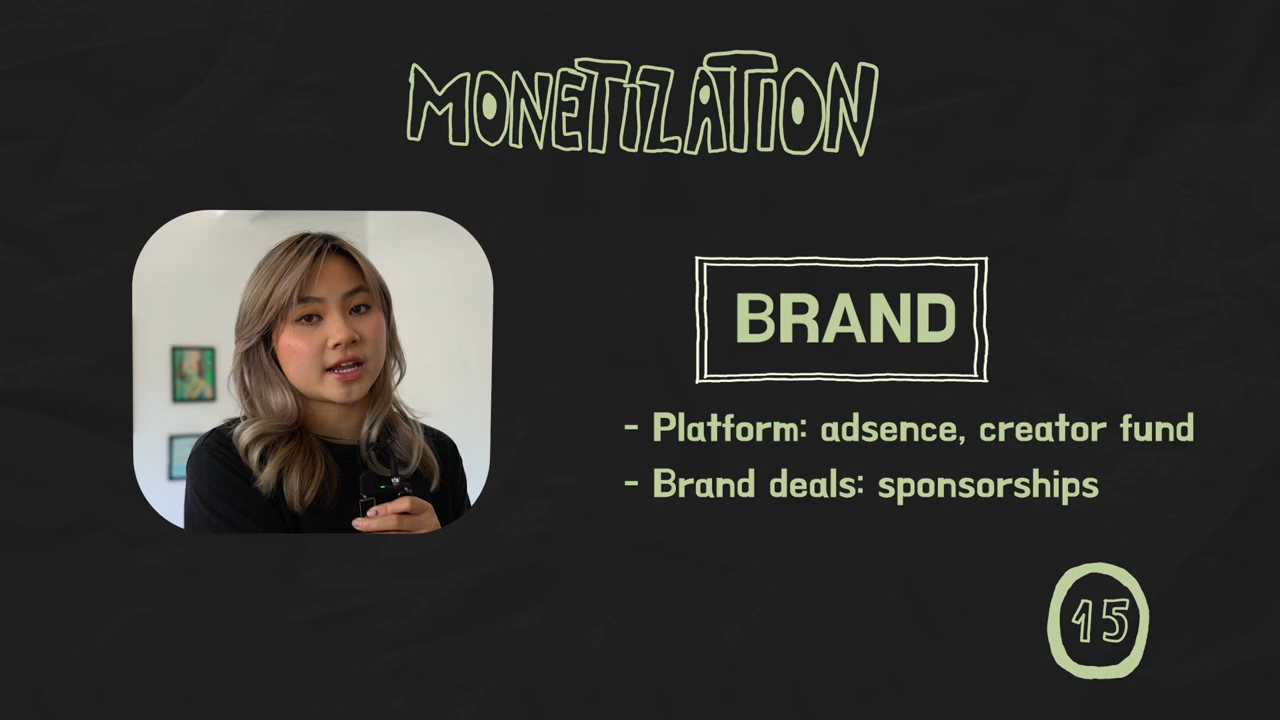 MONETIZATION
BRAND
- Platform: adsence, creator fund
- Brand deals: sponsorships
15